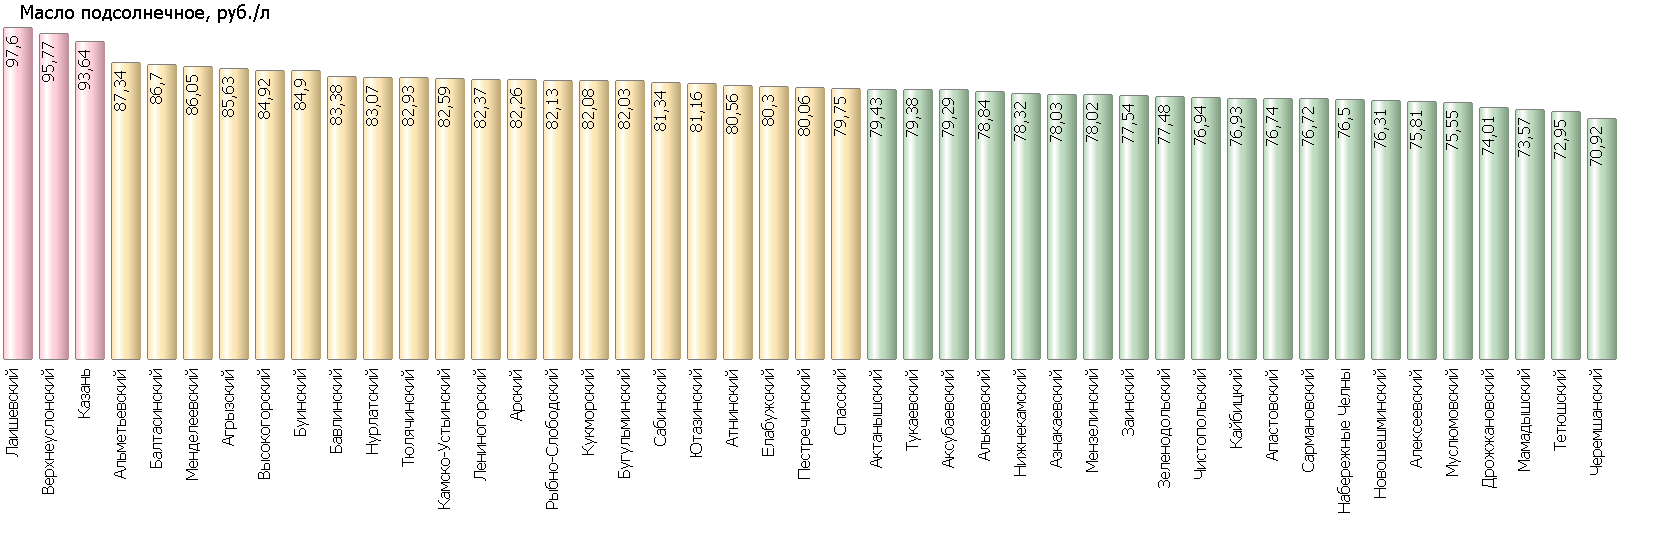 Масло подсолнечное, руб./л
97,6
95,77
93,64
87,34
86,7
86,05
85,63
84,92
84,9
83,38
83,07
82,93
82,59
82,37
82,26
82,13
82,08
82,03
81,34
81,16
80,56
80,3
80,06
79,75
79,43
79,38
79,29
78,84
78,32
78,03
78,02
77,54
77,48
76,94
76,93
76,74
76,72
76,5
76,31
75,81
75,55
74,01
73,57
72,95
70,92
Лаишевский
Верхнеуслонский
Казань
Альметьевский
Балтасинский
Менделеевский
Агрызский
Высокогорский
Буинский
Бавлинский
Нурлатский
Тюлячинский
Камско-Устьинский
Лениногорский
Арский
Рыбно-Слободский
Кукморский
Бугульминский
Сабинский
Ютазинский
Атнинский
Елабужский
Пестречинский
Спасский
Актанышский
Тукаевский
Аксубаевский
Алькеевский
Нижнекамский
Азнакаевский
Мензелинский
Заинский
Зеленодольский
Чистопольский
Кайбицкий
Апастовский
Сармановский
Набережные Челны
Новошешминский
Алексеевский
Муслюмовский
Дрожжановский
Мамадышский
Тетюшский
Черемшанский